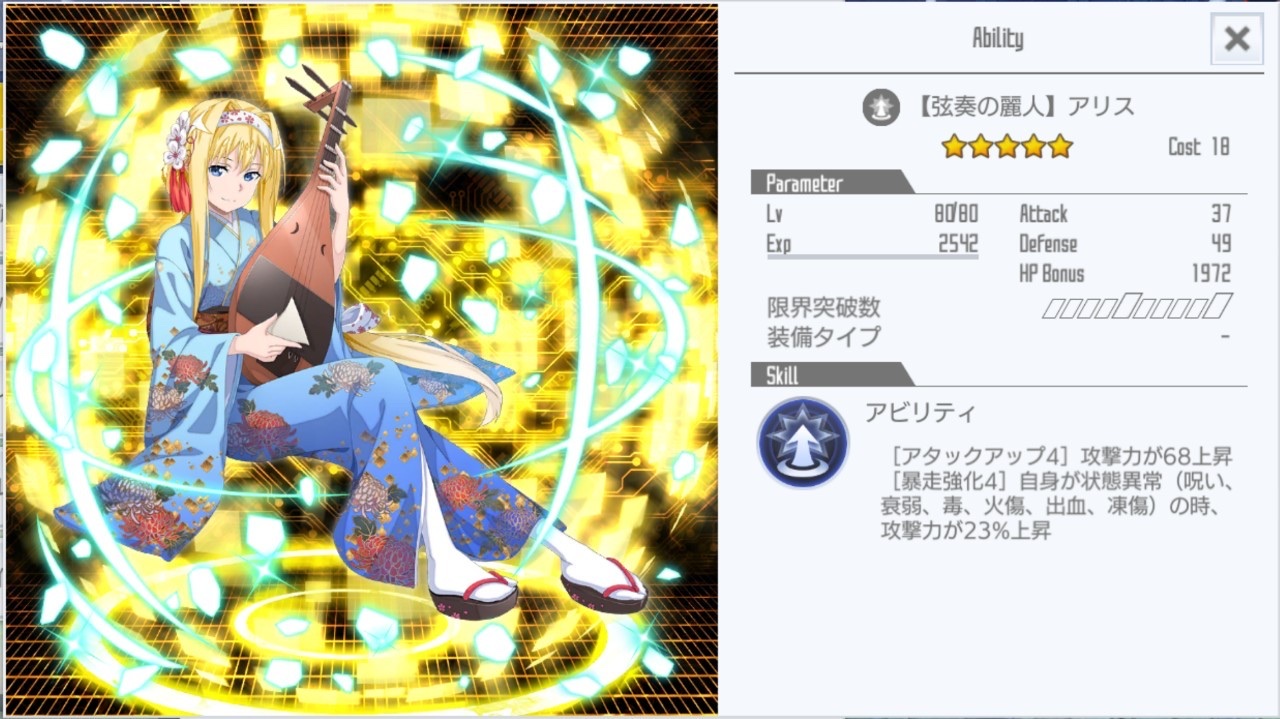 Ability
【弦奏の麗人】アリス
Cost 18
Parameter
Lv 80/80 Attack 37
Exp 2542 Defense 49
HP Bonus 1972
限界突破数
装備タイプ -
Skill
アビリティ
［アタックアップ4］攻撃力が68上昇
［暴走強化4］自身が状態異常（呪い、
衰弱、毒、火傷、出血、凍傷）の時、
攻撃力が23%上昇